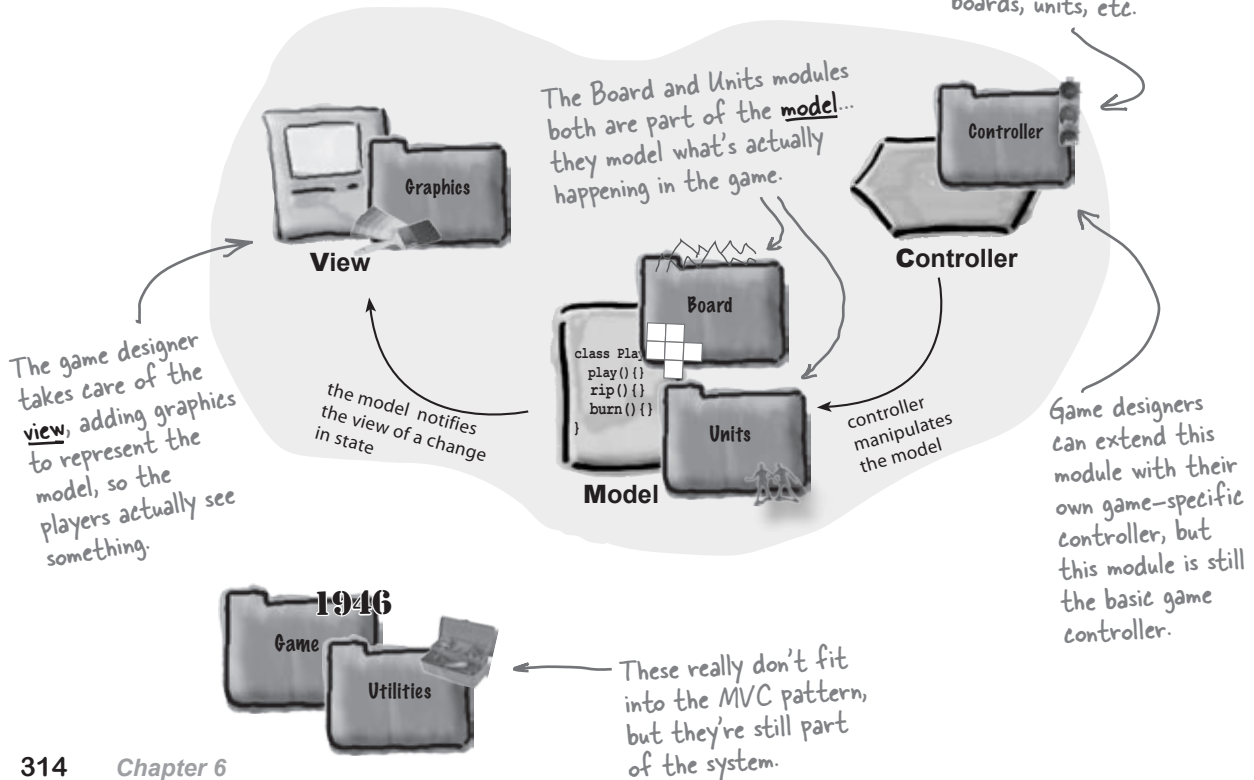 boards, units, etc.
The Board and Units modules
both are part of the model...
they model what's actually
happening in the game.
Controller
Graphics
View
Controller
Board
class Play
play(){}
rip(){}
burn(){}
}
Units
Model
The game designer
takes care of the
view, adding graphics
to represent the
model, so the
players actually see
something.
the model notifies
the view of a change
in state
controller
manipulates
the model
Game designers
can extend this
module with their
own game-specific
controller, but
this module is still
the basic game
controller.
1946
Game
Utilities
These really don't fit
into the MVC pattern,
but they're still part
of the system.
314 Chapter 6